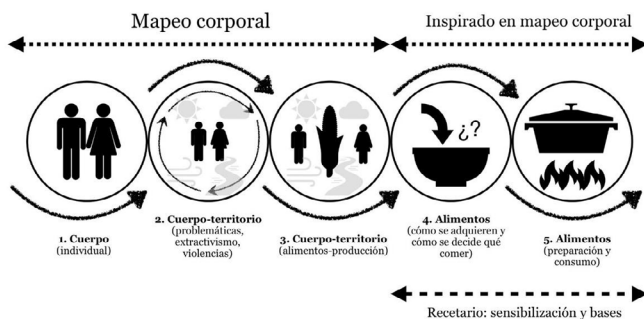 Mapeo corporal
Inspirado en mapeo corporal
¿?
1. Cuerpo
(individual)
2. Cuerpo-territorio
(problemáticas,
extractivismo,
violencias)
3. Cuerpo-territorio
(alimentos-producción)
4. Alimentos
(cómo se adquieren y
cómo se decide qué
comer)
5. Alimentos
(preparación y
consumo)
Recetario: sensibilización y bases